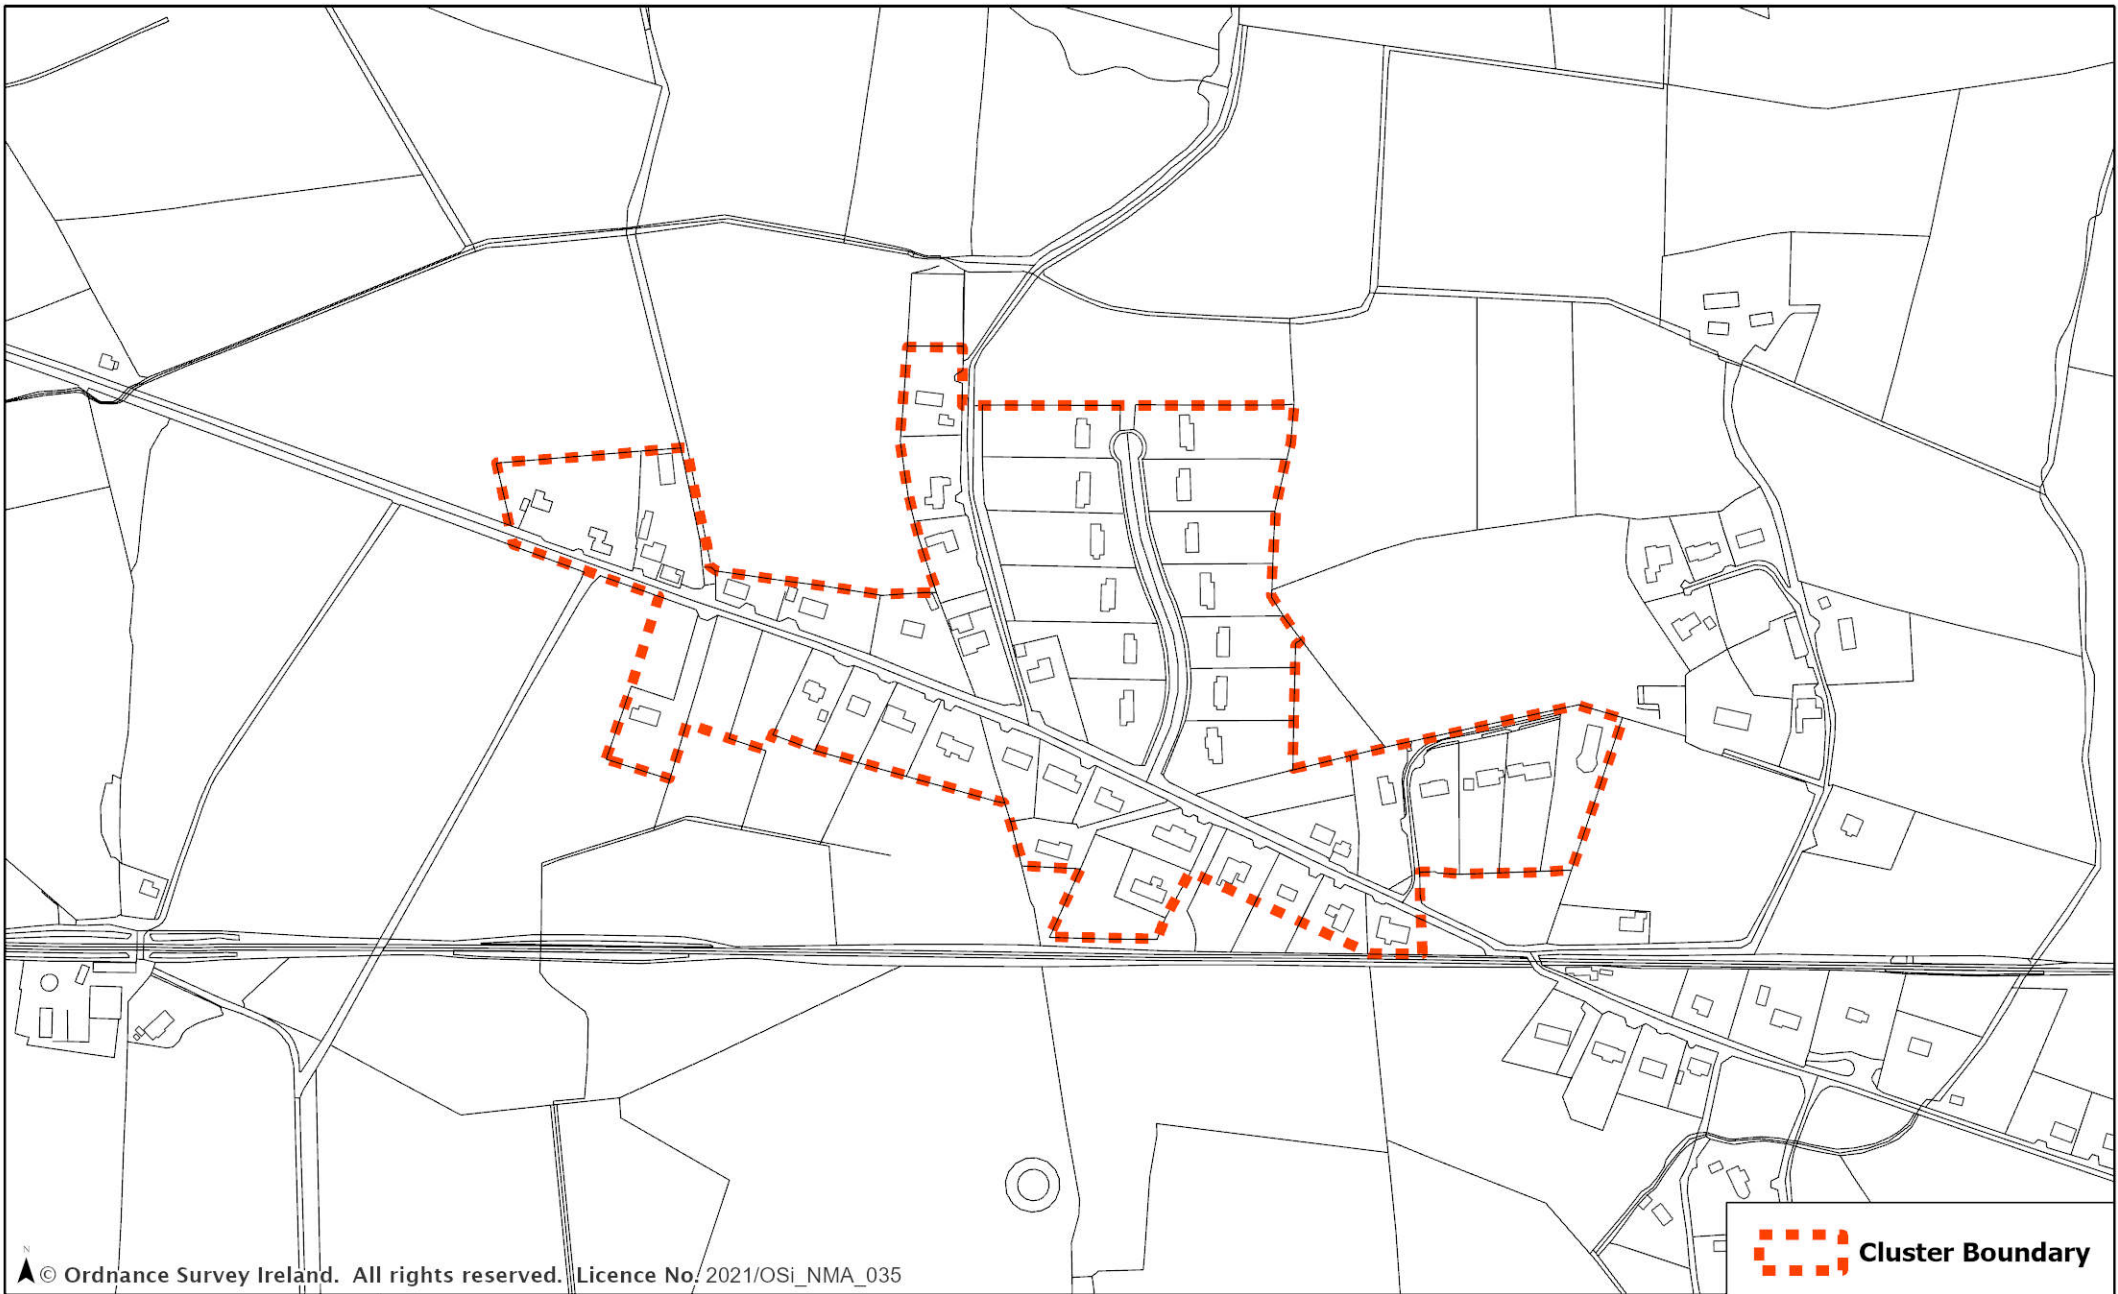 Cluster Boundary
N
© Ordnance Survey Ireland. All rights reserved. Licence No. 2021/OSi_NMA_035